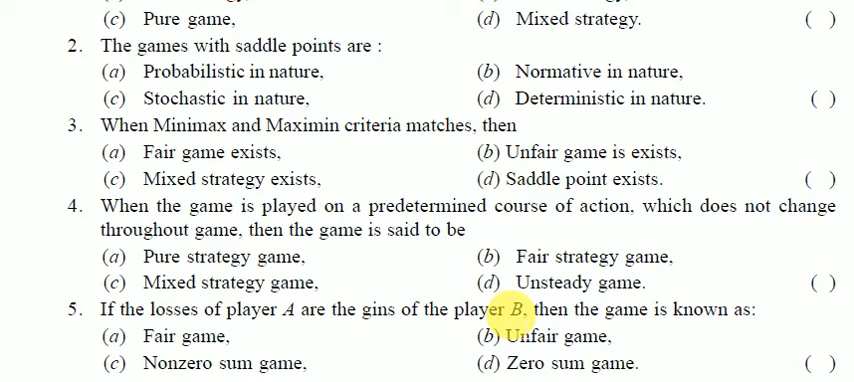 (c) Pure game, (d) Mixed strategy. ( )
2. The games with saddle points are :
(a) Probabilistic in nature, (b) Normative in nature,
(c) Stochastic in nature, (d) Deterministic in nature. ( )
3. When Minimax and Maximin criteria matches, then
(a) Fair game exists, (b) Unfair game is exists,
(c) Mixed strategy exists, (d) Saddle point exists. ( )
4. When the game is played on a predetermined course of action, which does not change
throughout game, then the game is said to be
(a) Pure strategy game, (b) Fair strategy game,
(c) Mixed strategy game, (d) Unsteady game. ( )
5. If the losses of player A are the gins of the player B, then the game is known as:
(a) Fair game, (b) Unfair game,
(c) Nonzero sum game, (d) Zero sum game. ( )